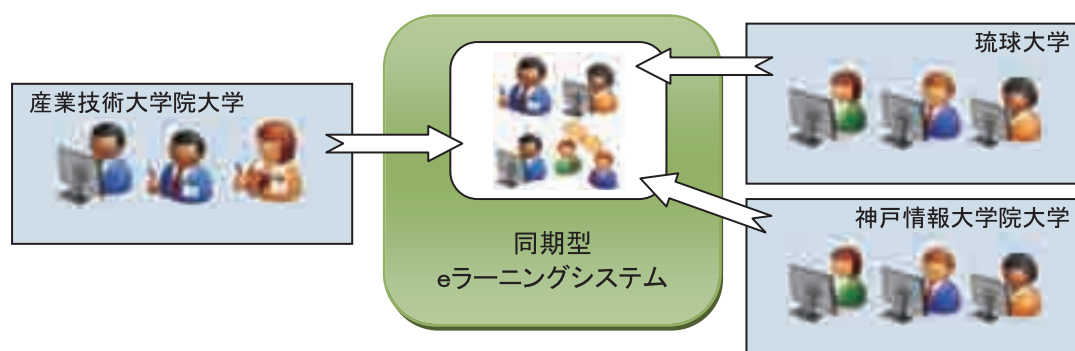 産業技術大学院大学
同期型
eラーニングシステム
琉球大学
神戸情報大学院大学